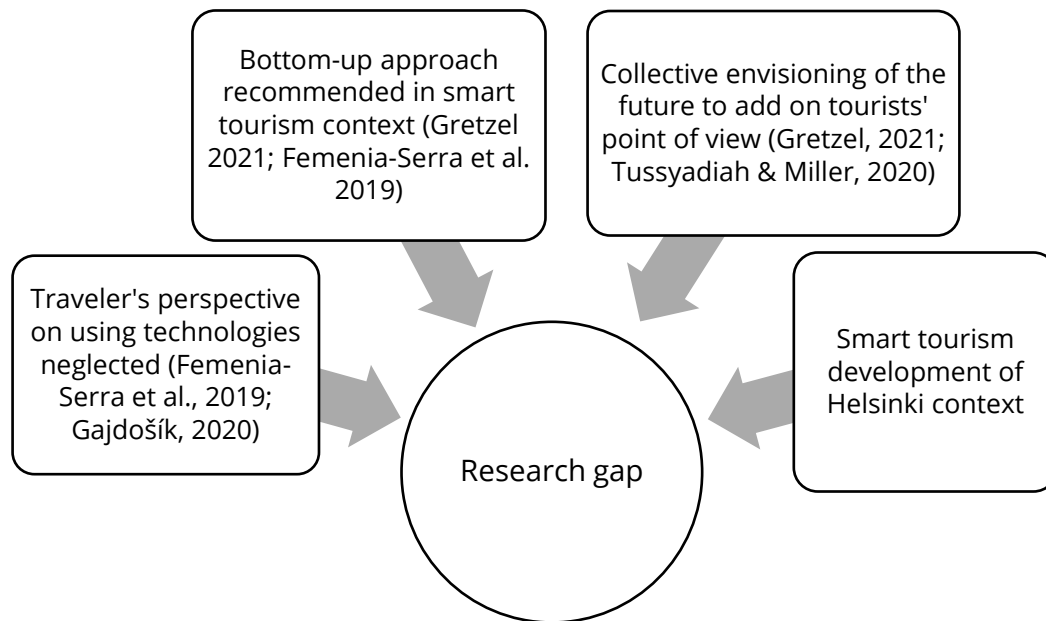 Bottom-up approach
recommended in smart
tourism context (Gretzel
2021; Femenia-Serra et al.
2019)
Collective envisioning of the
future to add on tourists'
point of view (Gretzel, 2021;
Tussyadiah & Miller, 2020)
Traveler's perspective
on using technologies
neglected (Femenia-
Serra et al., 2019;
Gajdošík, 2020)
Smart tourism
development of
Helsinki context
Research gap